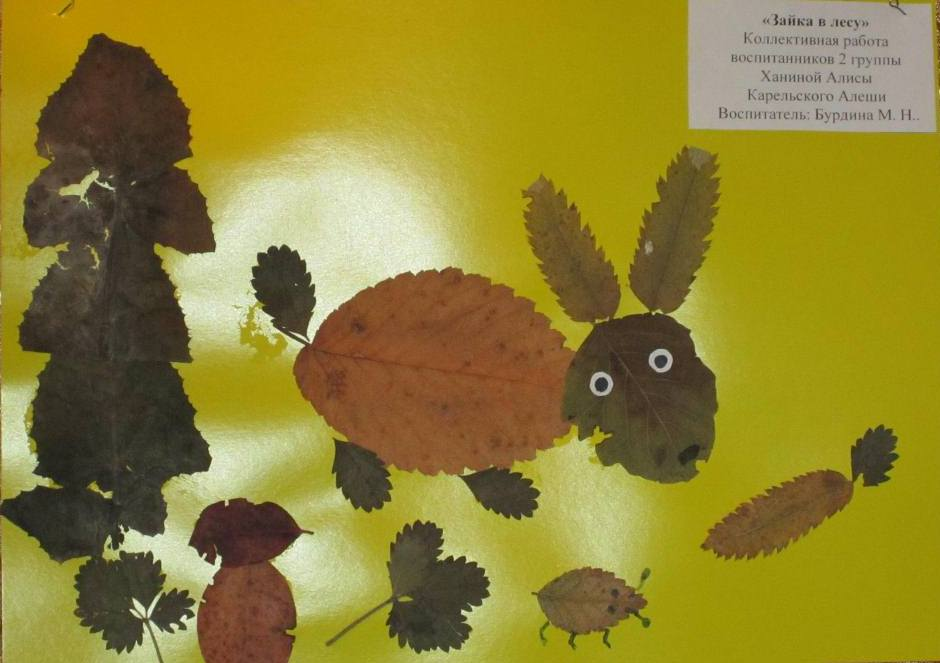 «Зайка в лесу»
Коллективная работа
воспитанников 2 группы
Ханиной Алисы
Карельского Алеши
Воспитатель: Бурдина М. Н..